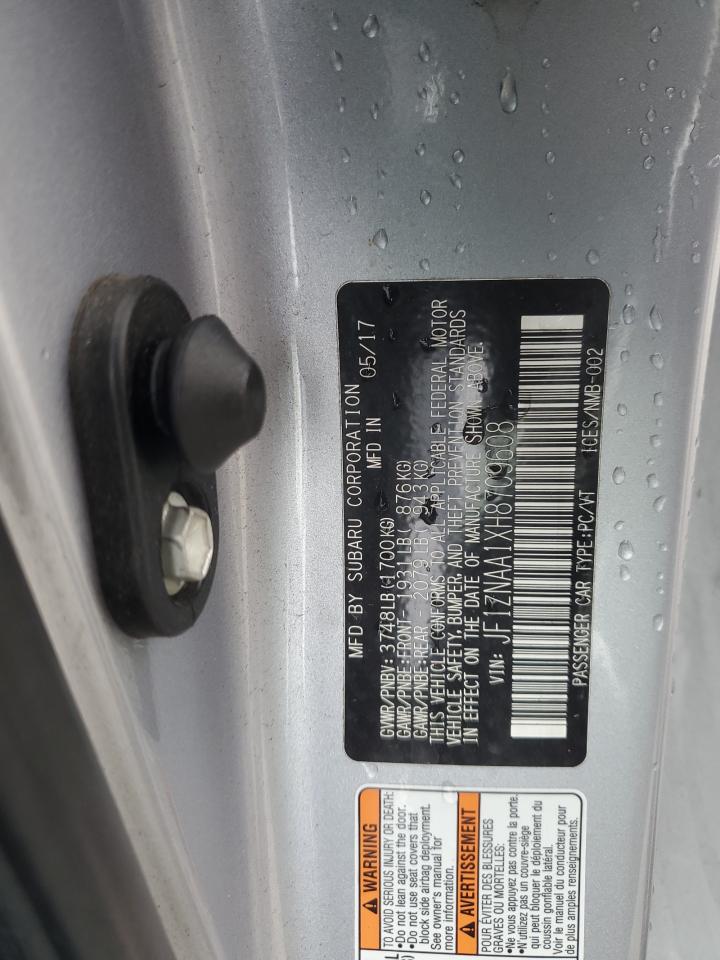 MFD BY SUBARU CORPORATION 05/17
MFD IN
GVWR/PNBV: 3748LB(1700KG)
GAWR/PNBE:FRONT- 1931LB( 876KG)
GAWR/PNBE:REAR - 2079LB( 943KG)
THIS VEHICLE CONFORMS TO ALL APPLICABLE FEDERAL MOTOR
VEHICLE SAFETY, BUMPER, AND THEFT PREVENTION STANDARDS
IN EFFECT ON THE DATE OF MANUFACTURE SHOWN ABOVE.
VIN: JF1ZNAA1XH8709608
PASSENGER CAR TYPE:PC/VT ICES/NMB-002
WARNING
TO AVOID SERIOUS INJURY OR DEATH:
•Do not lean against the door.
•Do not use seat covers that
block side airbag deployment.
See owner's manual for
more information.
AVERTISSEMENT
POUR ÉVITER DES BLESSURES
GRAVES OU MORTELLES:
•Ne vous appuyez pas contre la porte.
•N'utilisez pas un couvre-siège
qui peut bloquer le déploiement du
coussin gonflable latéral.
Voir le manuel du conducteur pour
de plus amples renseignements.